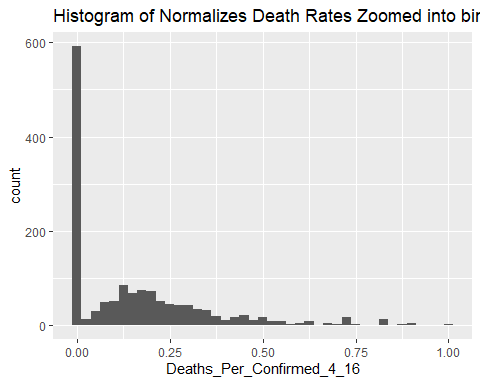 Histogram of Normalizes Death Rates Zoomed into bin
600
400
200
0
count
0.00 0.25 0.50 0.75 1.00
Deaths_Per_Confirmed_4_16